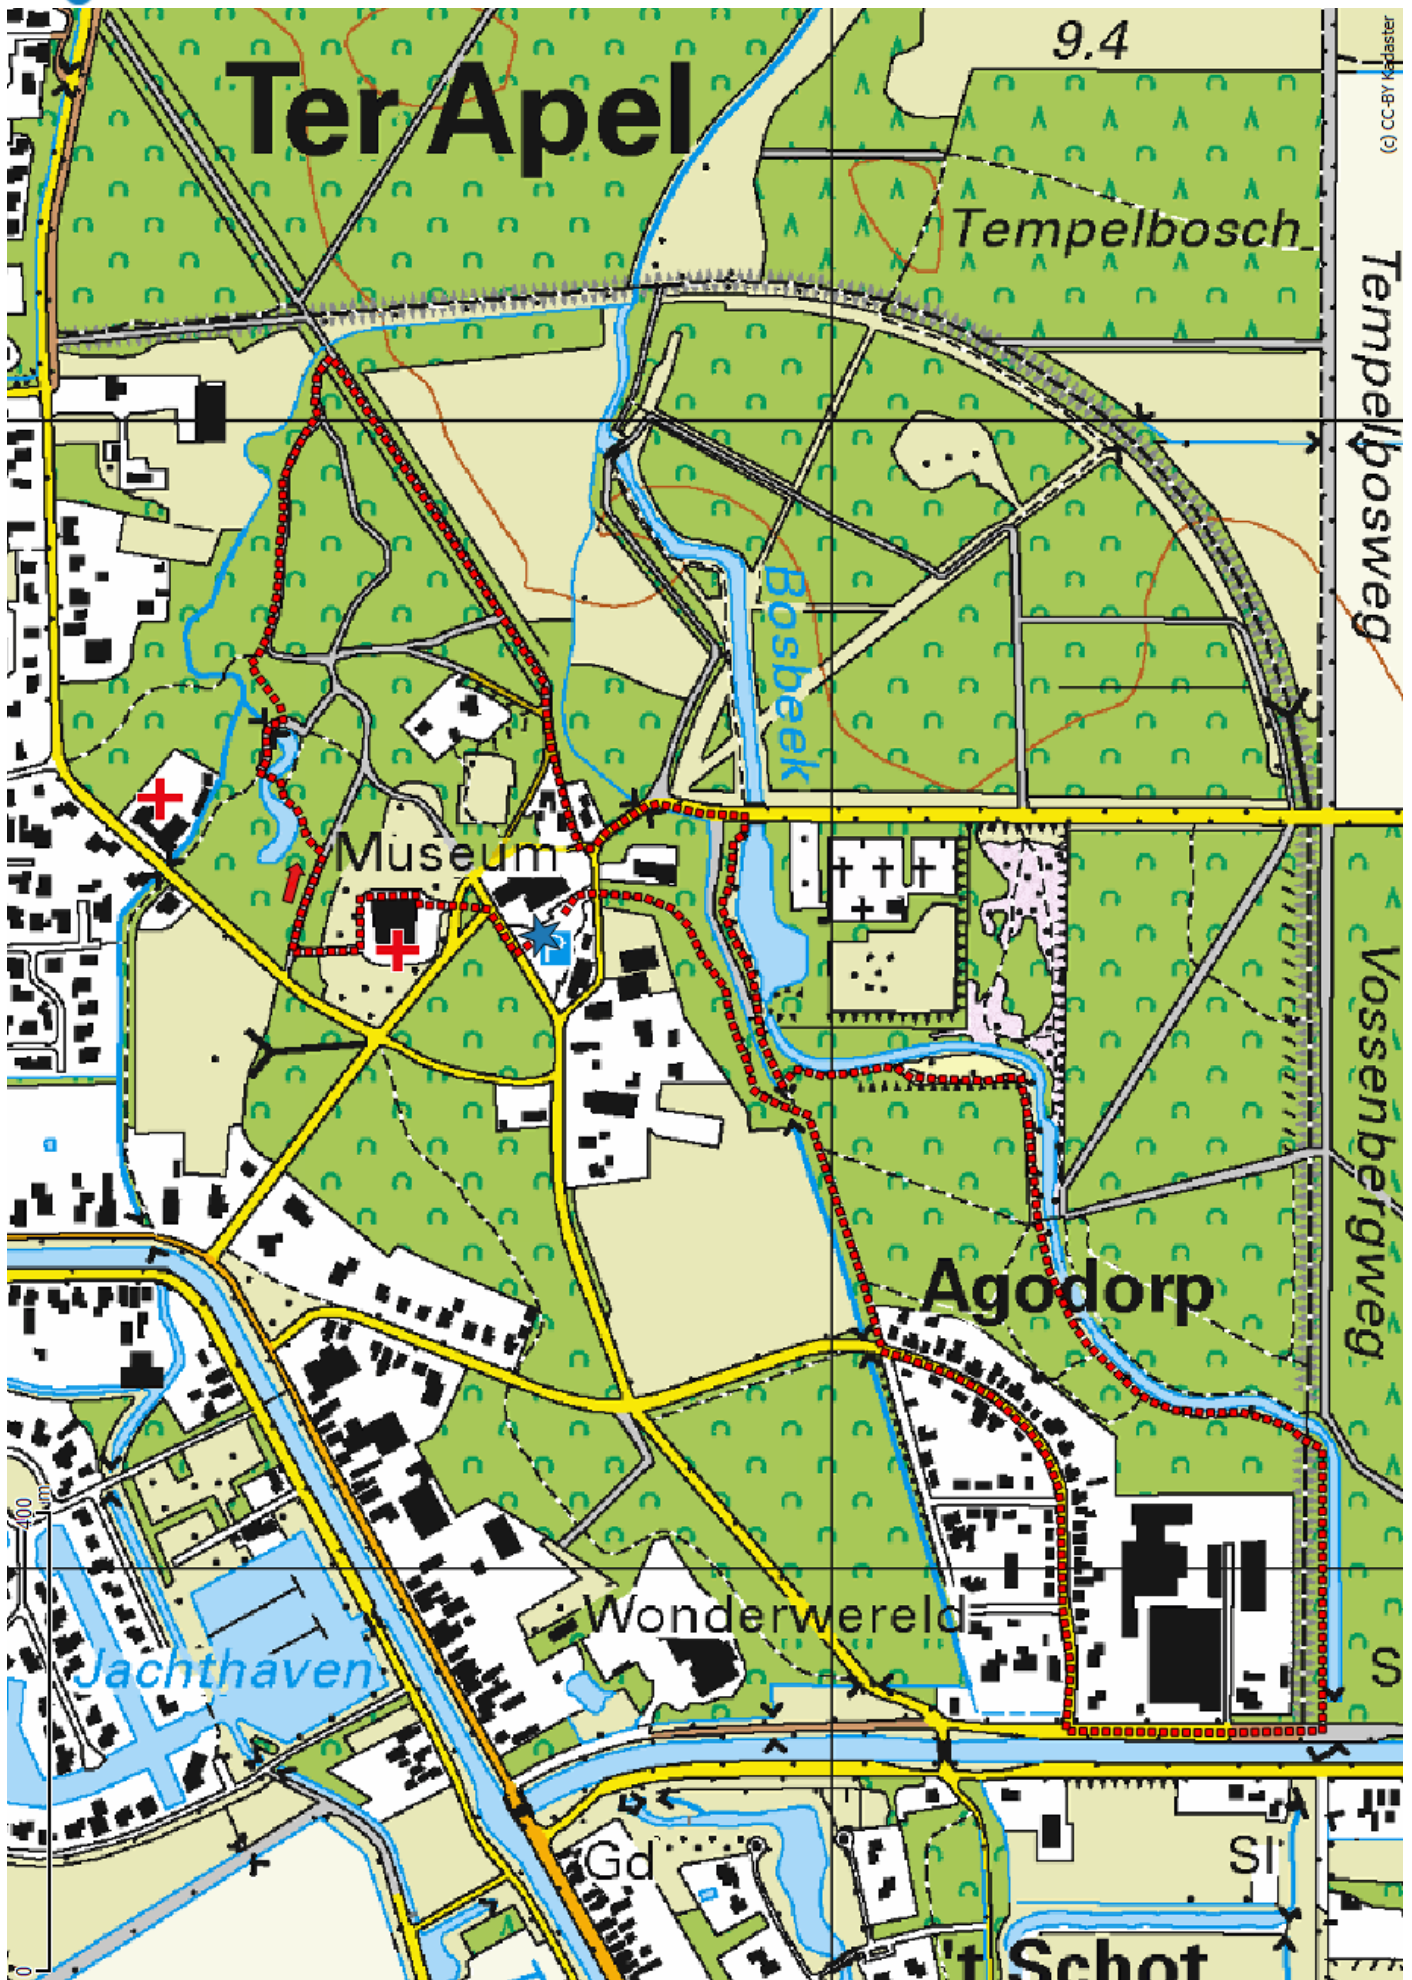 9.4
(c) CC-BY Kadaster
Ter Apel
Tempelbosch
Tempelbosweg
Bosbeek
Museum
Vossenbergweg
Agodorp
400 m
Wonderwereld
Jachthaven
S
Gd
Sl
't Schot
0